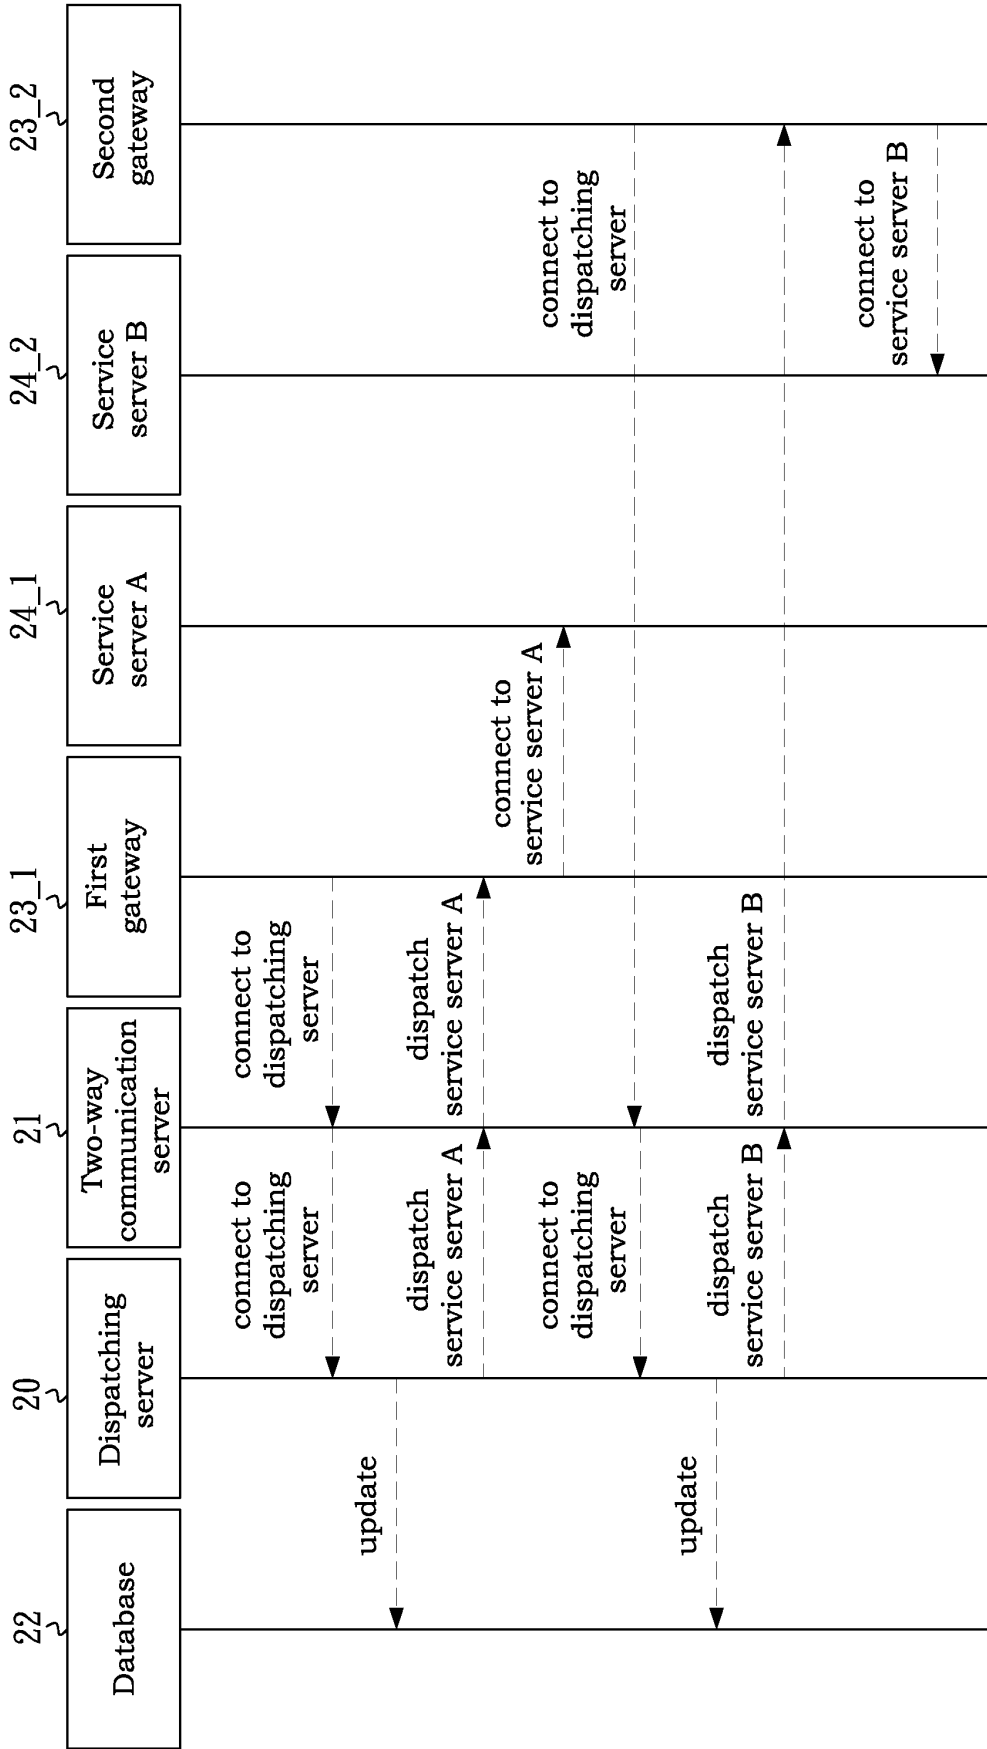 22
20
21
23_1
24_1
24_2
23_2
Database
Dispatching
server
Two-way
communication
server
First
gateway
Service
server A
Service
server B
Second
gateway
connect to
dispatching
server
connect to
dispatching
server
update
dispatch
service server A
dispatch
service server A
connect to
service server A
connect to
dispatching
server
connect to
dispatching
server
update
dispatch
service server B
dispatch
service server B
connect to
service server B